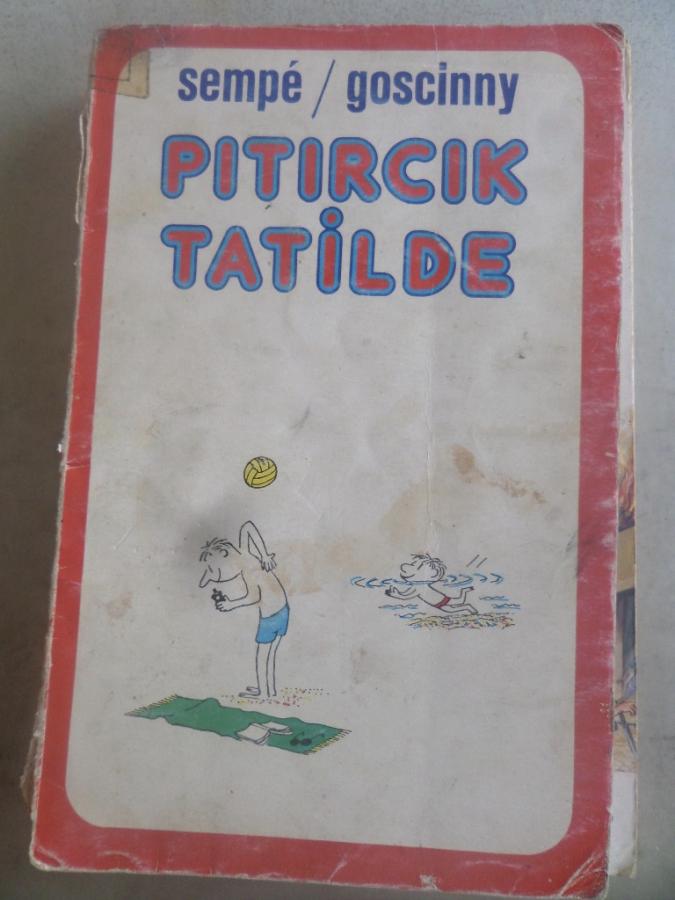 sempé / goscinny
PITIRCIK
TATİLDE